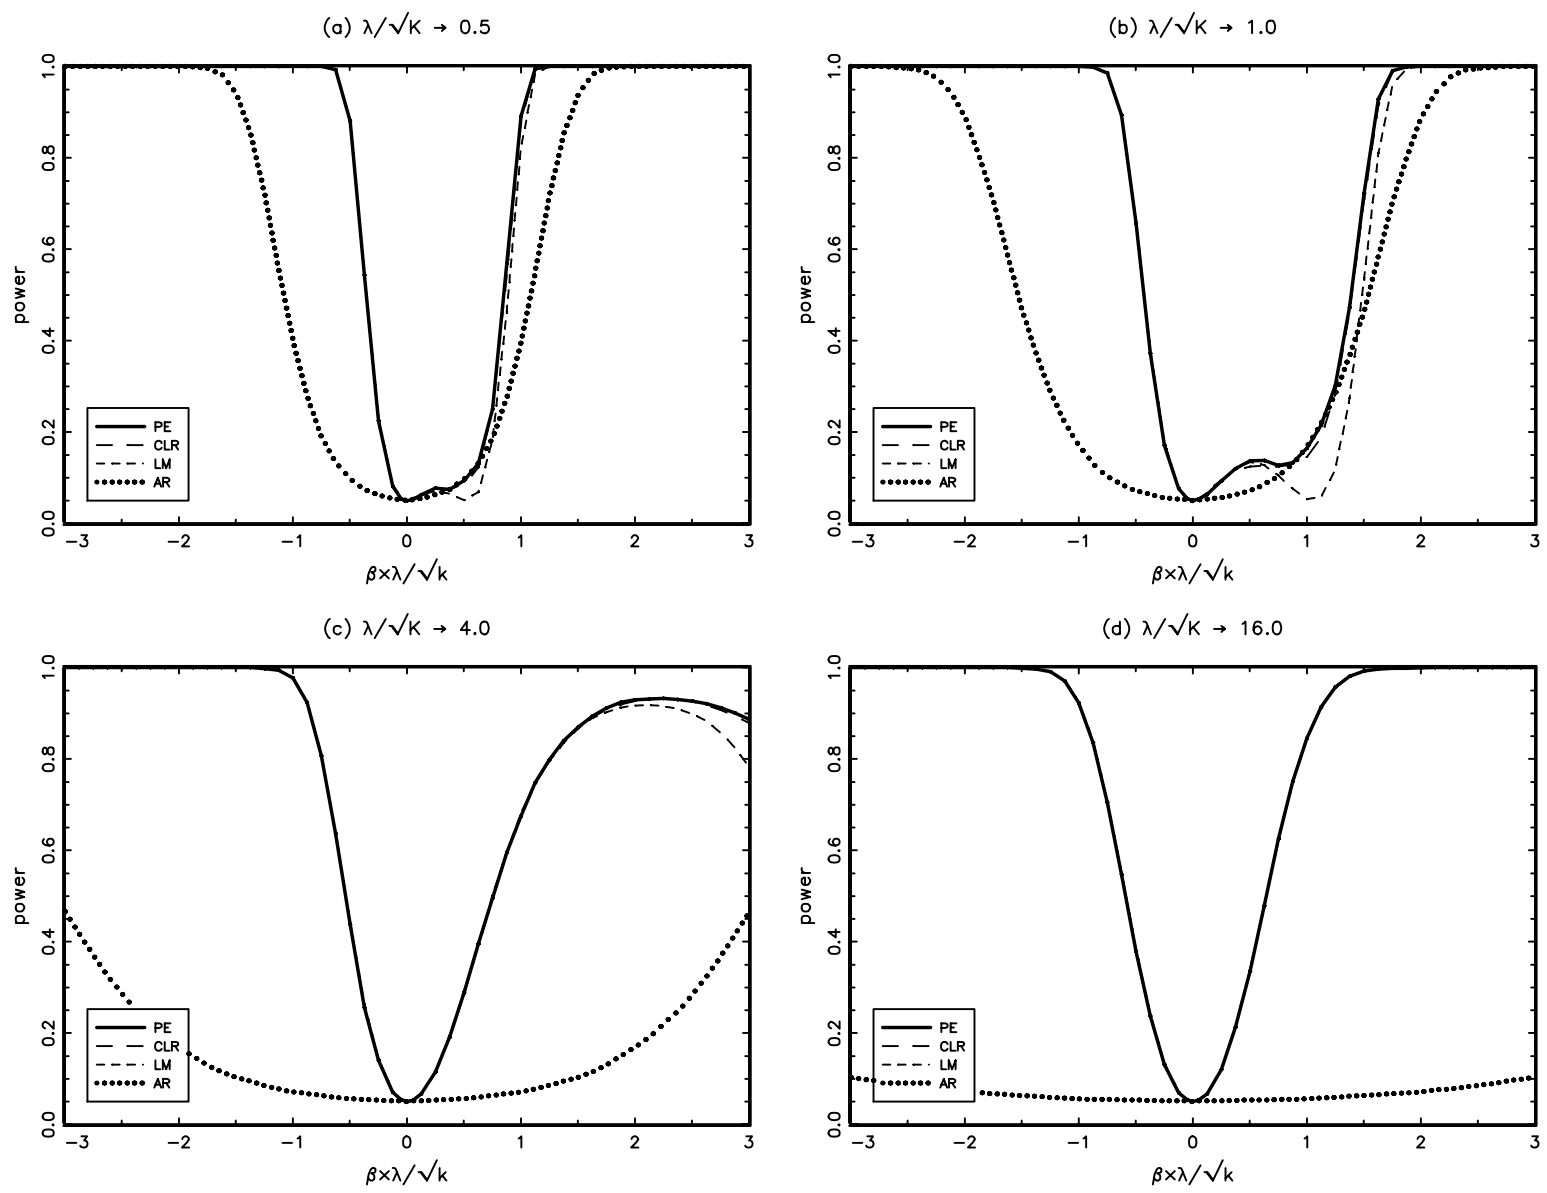 (a) λ/√K → 0.5
1.0
0.8
0.6
0.4
0.2
0.0
power
PE
CLR
LM
AR
−3 −2 −1 0 1 2 3
β×λ/√k
(b) λ/√K → 1.0
1.0
0.8
0.6
0.4
0.2
0.0
power
PE
CLR
LM
AR
−3 −2 −1 0 1 2 3
β×λ/√k
(c) λ/√K → 4.0
1.0
0.8
0.6
0.4
0.2
0.0
power
PE
CLR
LM
AR
−3 −2 −1 0 1 2 3
β×λ/√k
(d) λ/√K → 16.0
1.0
0.8
0.6
0.4
0.2
0.0
power
PE
CLR
LM
AR
−3 −2 −1 0 1 2 3
β×λ/√k